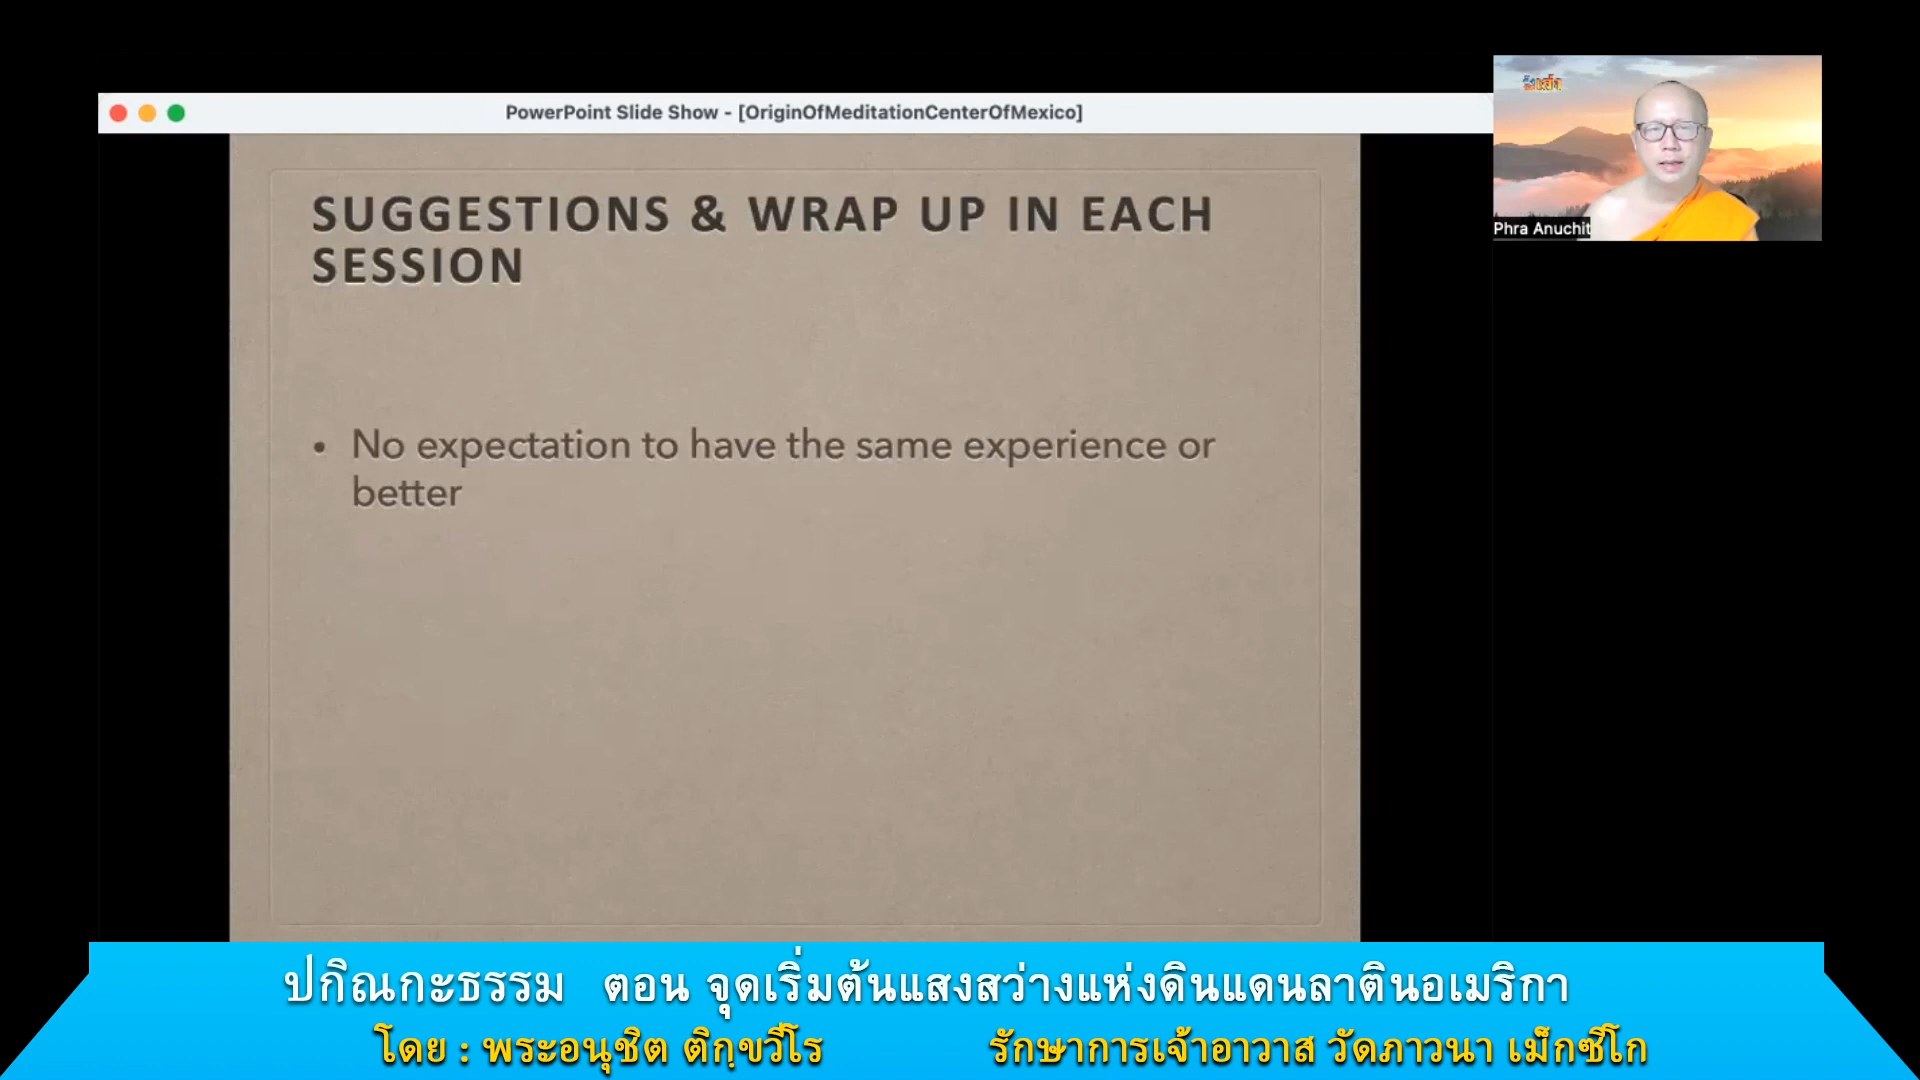 PowerPoint Slide Show - [OriginOfMeditationCenterOfMexico]
SUGGESTIONS & WRAP UP IN EACH
SESSION
• No expectation to have the same experience or
better
Phra Anuchit
ปกิณกะธรรม ตอน จุดเริ่มต้นแสงสว่างแห่งดินแดนลาตินอเมริกา
โดย : พระอนุชิต ติกฺขวีโร รักษาการเจ้าอาวาส วัดภาวนา เม็กซิโก